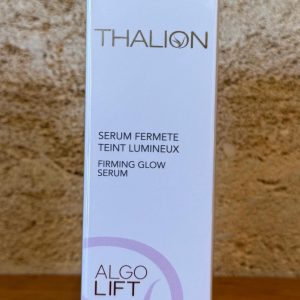 THALION
SERUM FERMETE
TEINT LUMINEUX
FIRMING GLOW
SERUM
ALGO
LIFT